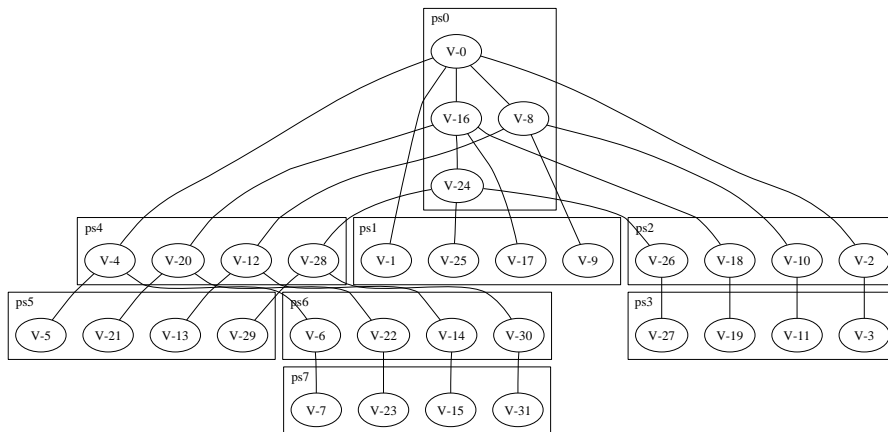 ps0
V-0
V-16 V-8
V-24
ps4 ps1 ps2
V-4 V-20 V-12 V-28 V-1 V-25 V-17 V-9 V-26 V-18 V-10 V-2
ps5 ps6 ps3
V-5 V-21 V-13 V-29 V-6 V-22 V-14 V-30 V-27 V-19 V-11 V-3
ps7
V-7 V-23 V-15 V-31